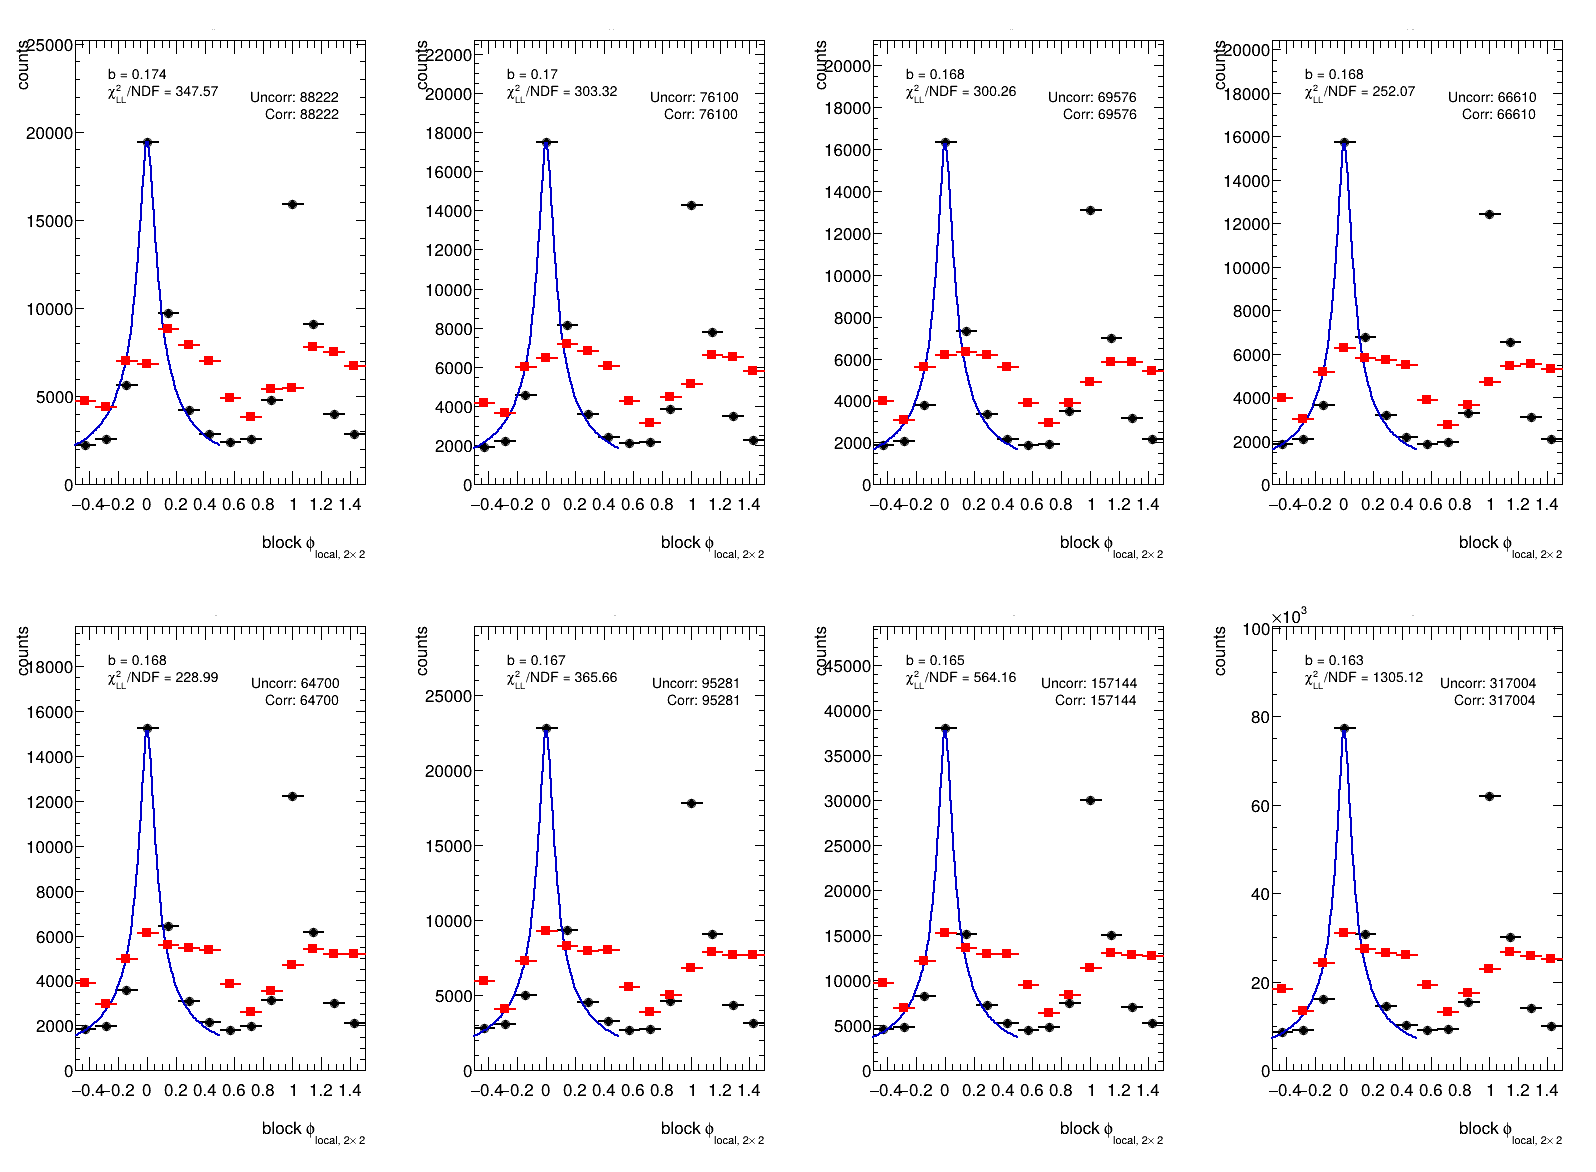 counts
25000
20000
15000
10000
5000
0
b = 0.174
χ²LL/NDF = 347.57
Uncorr: 88222
Corr: 88222
−0.4 −0.2 0 0.2 0.4 0.6 0.8 1 1.2 1.4
block ϕlocal, 2×2
counts
22000
20000
18000
16000
14000
12000
10000
8000
6000
4000
2000
0
b = 0.17
χ²LL/NDF = 303.32
Uncorr: 76100
Corr: 76100
−0.4 −0.2 0 0.2 0.4 0.6 0.8 1 1.2 1.4
block ϕlocal, 2×2
counts
20000
18000
16000
14000
12000
10000
8000
6000
4000
2000
0
b = 0.168
χ²LL/NDF = 300.26
Uncorr: 69576
Corr: 69576
−0.4 −0.2 0 0.2 0.4 0.6 0.8 1 1.2 1.4
block ϕlocal, 2×2
counts
20000
18000
16000
14000
12000
10000
8000
6000
4000
2000
0
b = 0.168
χ²LL/NDF = 252.07
Uncorr: 66610
Corr: 66610
−0.4 −0.2 0 0.2 0.4 0.6 0.8 1 1.2 1.4
block ϕlocal, 2×2
counts
18000
16000
14000
12000
10000
8000
6000
4000
2000
0
b = 0.168
χ²LL/NDF = 228.99
Uncorr: 64700
Corr: 64700
−0.4 −0.2 0 0.2 0.4 0.6 0.8 1 1.2 1.4
block ϕlocal, 2×2
counts
25000
20000
15000
10000
5000
0
b = 0.167
χ²LL/NDF = 365.66
Uncorr: 95281
Corr: 95281
−0.4 −0.2 0 0.2 0.4 0.6 0.8 1 1.2 1.4
block ϕlocal, 2×2
counts
45000
40000
35000
30000
25000
20000
15000
10000
5000
0
b = 0.165
χ²LL/NDF = 564.16
Uncorr: 157144
Corr: 157144
−0.4 −0.2 0 0.2 0.4 0.6 0.8 1 1.2 1.4
block ϕlocal, 2×2
counts
×10³
100
80
60
40
20
0
b = 0.163
χ²LL/NDF = 1305.12
Uncorr: 317004
Corr: 317004
−0.4 −0.2 0 0.2 0.4 0.6 0.8 1 1.2 1.4
block ϕlocal, 2×2